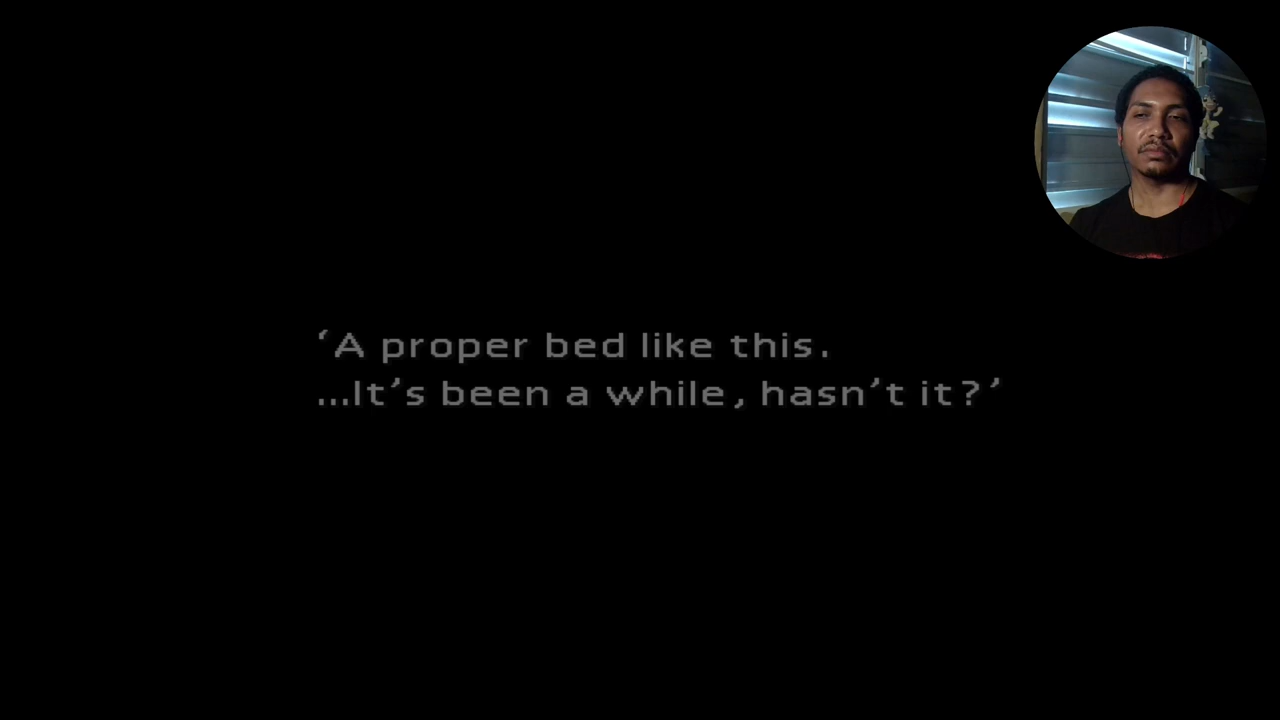 ‘A proper bed like this.
...It’s been a while, hasn’t it?’